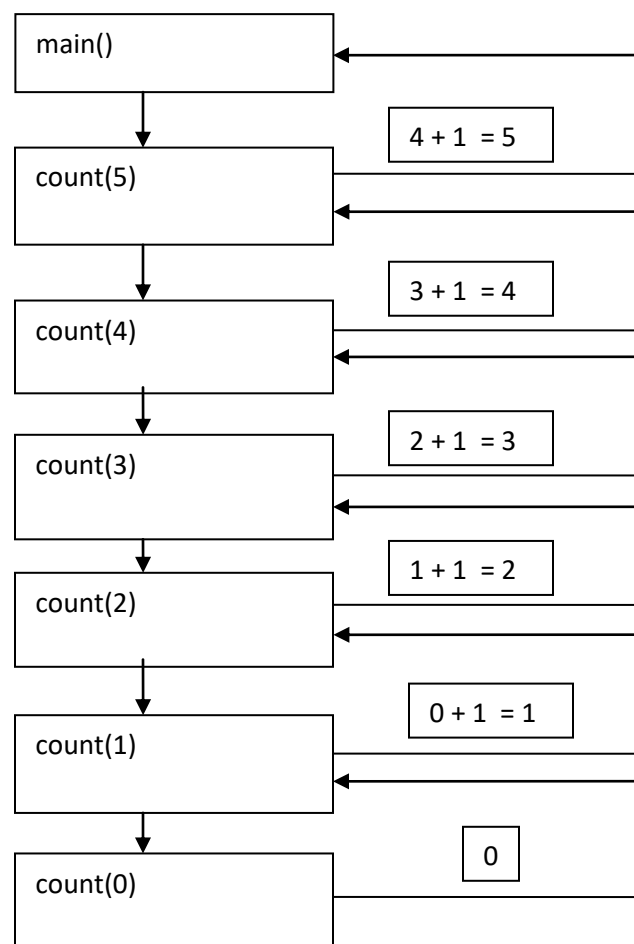 main()
4 + 1 = 5
count(5)
3 + 1 = 4
count(4)
2 + 1 = 3
count(3)
1 + 1 = 2
count(2)
0 + 1 = 1
count(1)
0
count(0)